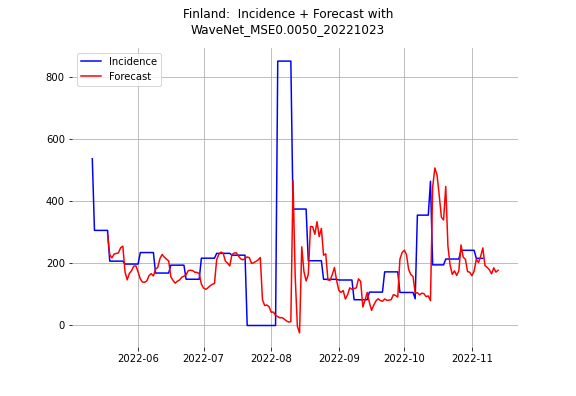 Finland:  Incidence + Forecast with
WaveNet_MSE0.0050_20221023
Incidence
Forecast
800
600
400
200
0
2022-06 2022-07 2022-08 2022-09 2022-10 2022-11